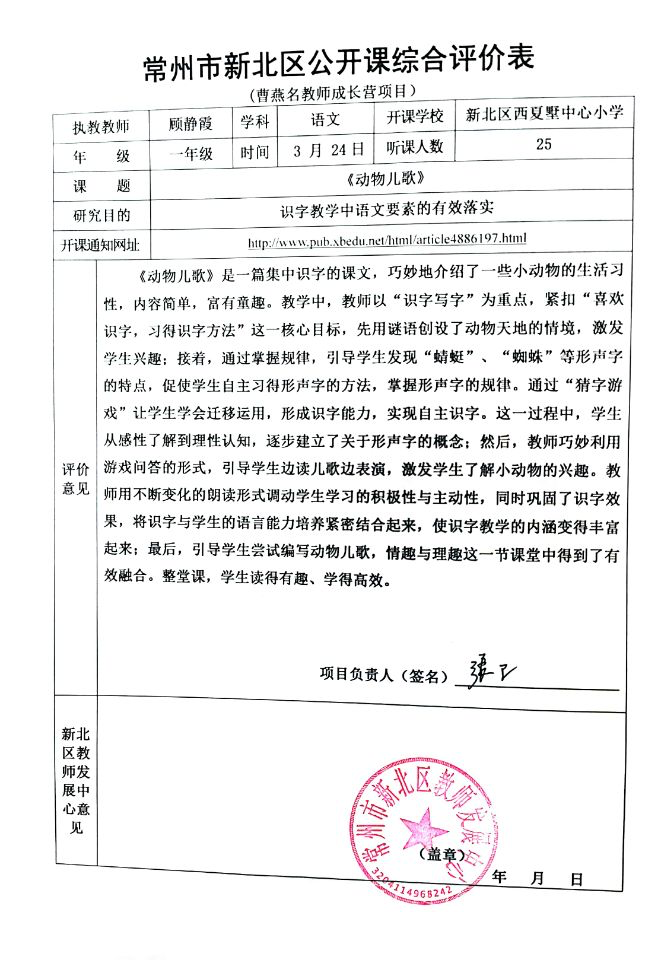 常州市新北区公开课综合评价表
(曹燕名教师成长营项目)
执教教师 顾静霞 学科 语文 开课学校 新北区西夏墅中心小学
年 级 一年级 时间 3 月 24 日 听课人数 25
课 题 《动物儿歌》
研究目的 识字教学中语文要素的有效落实
开课通知网址 http://www.pub.xbedu.net/html/article4886197.html
评价
意见
《动物儿歌》是一篇集中识字的课文，巧妙地介绍了一些小动物的生活习
性，内容简单，富有童趣。教学中，教师以“识字写字”为重点，紧扣“喜欢
识字，习得识字方法”这一核心目标，先用谜语创设了动物天地的情境，激发
学生兴趣；接着，通过掌握规律，引导学生发现“蜻蜓”、“蜘蛛”等形声字
的特点，促使学生自主习得形声字的方法，掌握形声字的规律。通过“猜字游
戏”让学生学会迁移运用，形成识字能力，实现自主识字。这一过程中，学生
从感性了解到理性认知，逐步建立了关于形声字的概念；然后，教师巧妙利用
游戏问答的形式，引导学生边读儿歌边表演，激发学生了解小动物的兴趣。教
师用不断变化的朗读形式调动学生学习的积极性与主动性，同时巩固了识字效
果，将识字与学生的语言能力培养紧密结合起来，使识字教学的内涵变得丰富
起来；最后，引导学生尝试编写动物儿歌，情趣与理趣这一节课堂中得到了有
效融合。整堂课，学生读得有趣、学得高效。
项目负责人（签名）
新北
区教
师发
展中
心意
见
常州市新北区教师发展中心
（盖章）
3204114968242
年 月 日